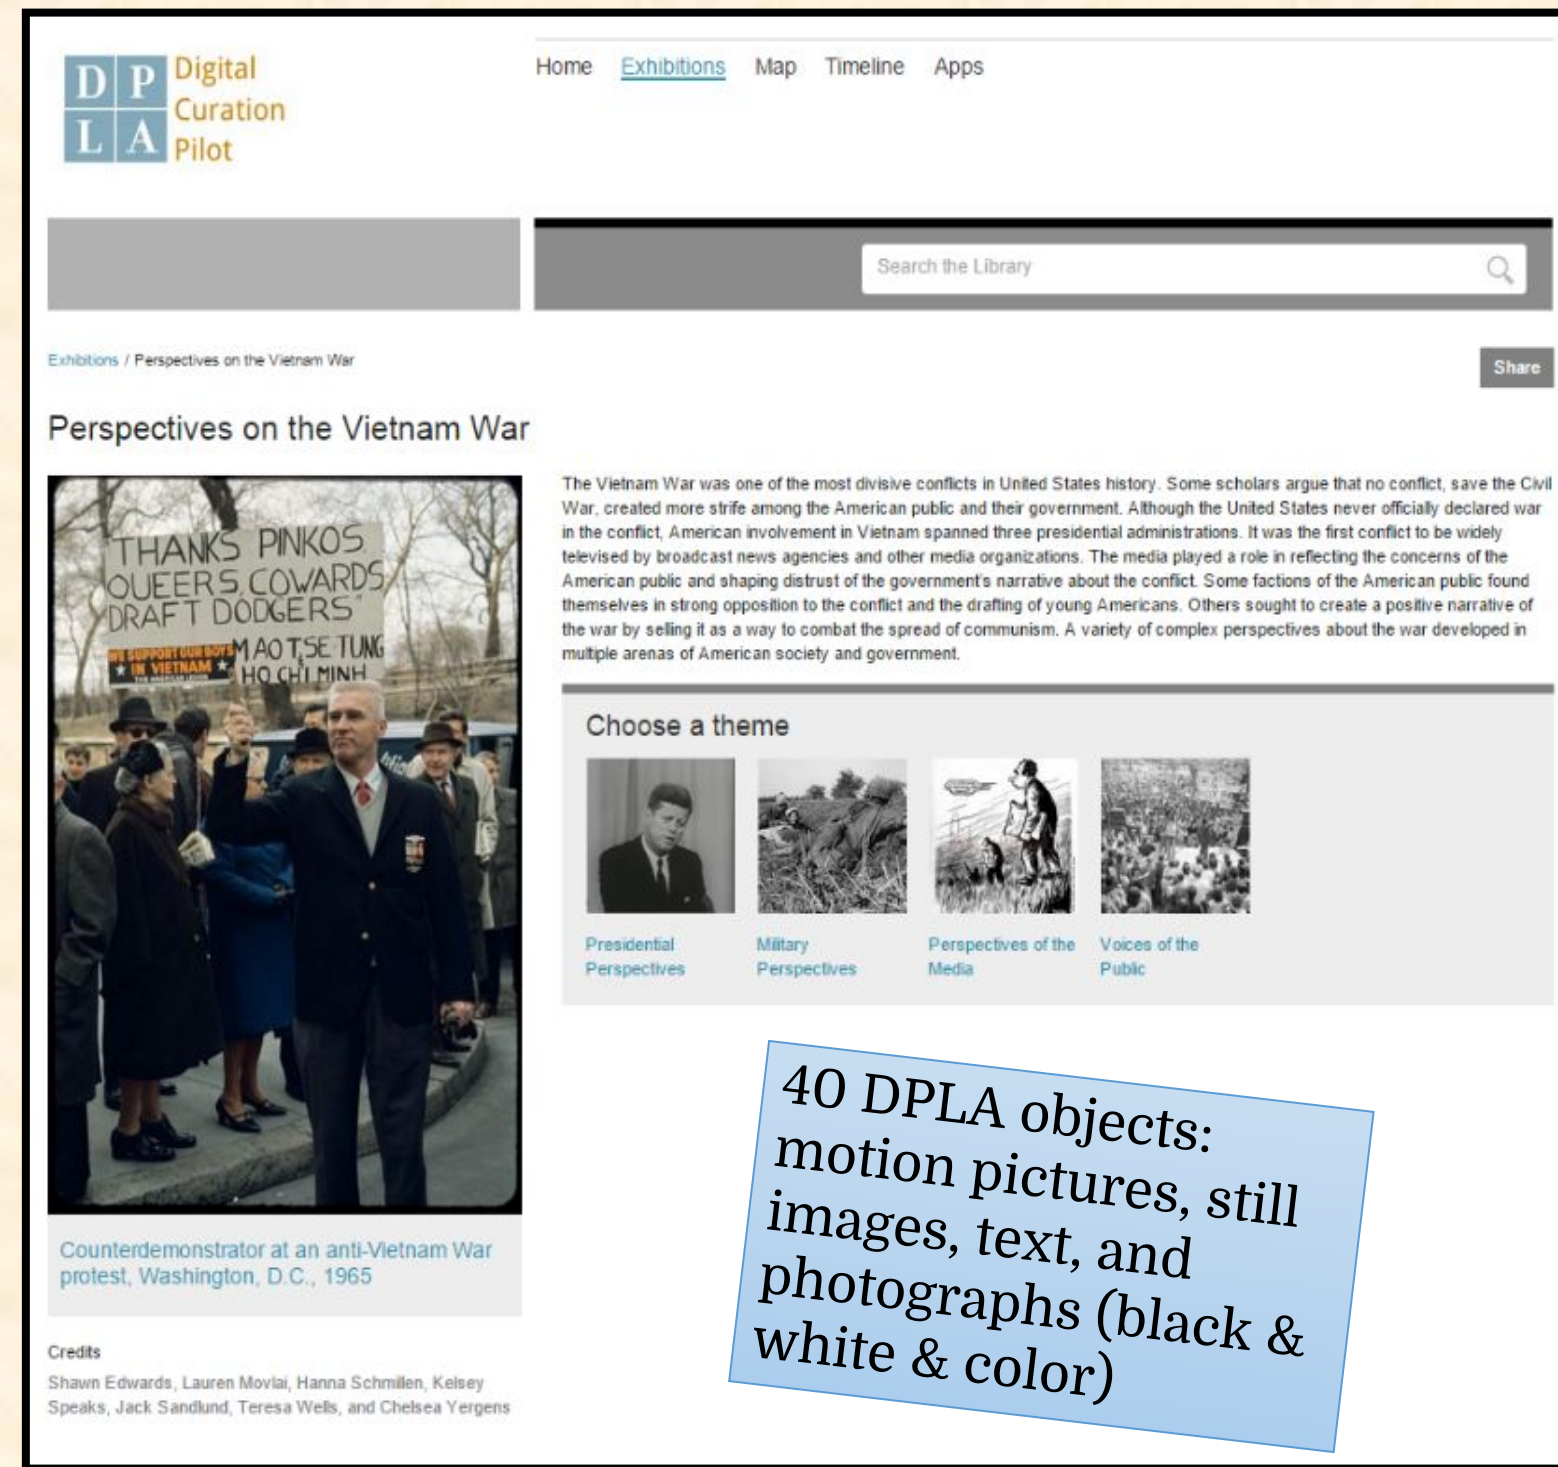 D P
L A
Digital
Curation
Pilot
Home Exhibitions Map Timeline Apps
Search the Library
Exhibitions / Perspectives on the Vietnam War
Share
Perspectives on the Vietnam War
THANKS PINKOS,
QUEERS, COWARDS,
DRAFT DODGERS"
WE SUPPORT OUR BOYS
★ IN VIETNAM ★
THE AMERICAN LEGION
MAO TSE TUNG
&
HO CHI MINH
The Vietnam War was one of the most divisive conflicts in United States history. Some scholars argue that no conflict, save the Civil
War, created more strife among the American public and their government. Although the United States never officially declared war
in the conflict, American involvement in Vietnam spanned three presidential administrations. It was the first conflict to be widely
televised by broadcast news agencies and other media organizations. The media played a role in reflecting the concerns of the
American public and shaping distrust of the government's narrative about the conflict. Some factions of the American public found
themselves in strong opposition to the conflict and the drafting of young Americans. Others sought to create a positive narrative of
the war by selling it as a way to combat the spread of communism. A variety of complex perspectives about the war developed in
multiple arenas of American society and government.
Choose a theme
Presidential
Perspectives
Military
Perspectives
Perspectives of the
Media
Voices of the
Public
Counterdemonstrator at an anti-Vietnam War
protest, Washington, D.C., 1965
Credits
Shawn Edwards, Lauren Movlai, Hanna Schmillen, Kelsey
Speaks, Jack Sandlund, Teresa Wells, and Chelsea Yergens
40 DPLA objects:
motion pictures, still
images, text, and
photographs (black &
white & color)